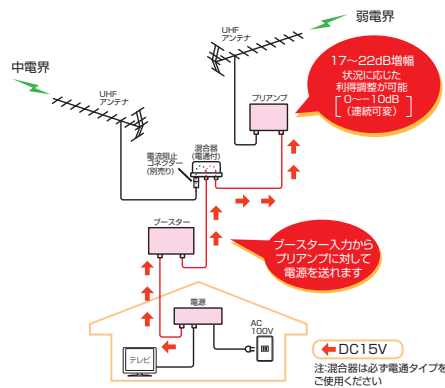 弱電界
中電界
UHF
アンテナ
UHF
アンテナ
プリアンプ
17〜22dB増幅
状況に応じた
利得調整が可能
0〜−10dB
（連続可変）
混合器
(電通付)
電流阻止
コネクター
(別売り)
ブースター
ブースター入力から
プリアンプに対して
電源を送れます
電源
AC
100V
テレビ
DC15V
注:混合器は必ず電通タイプを
ご使用ください